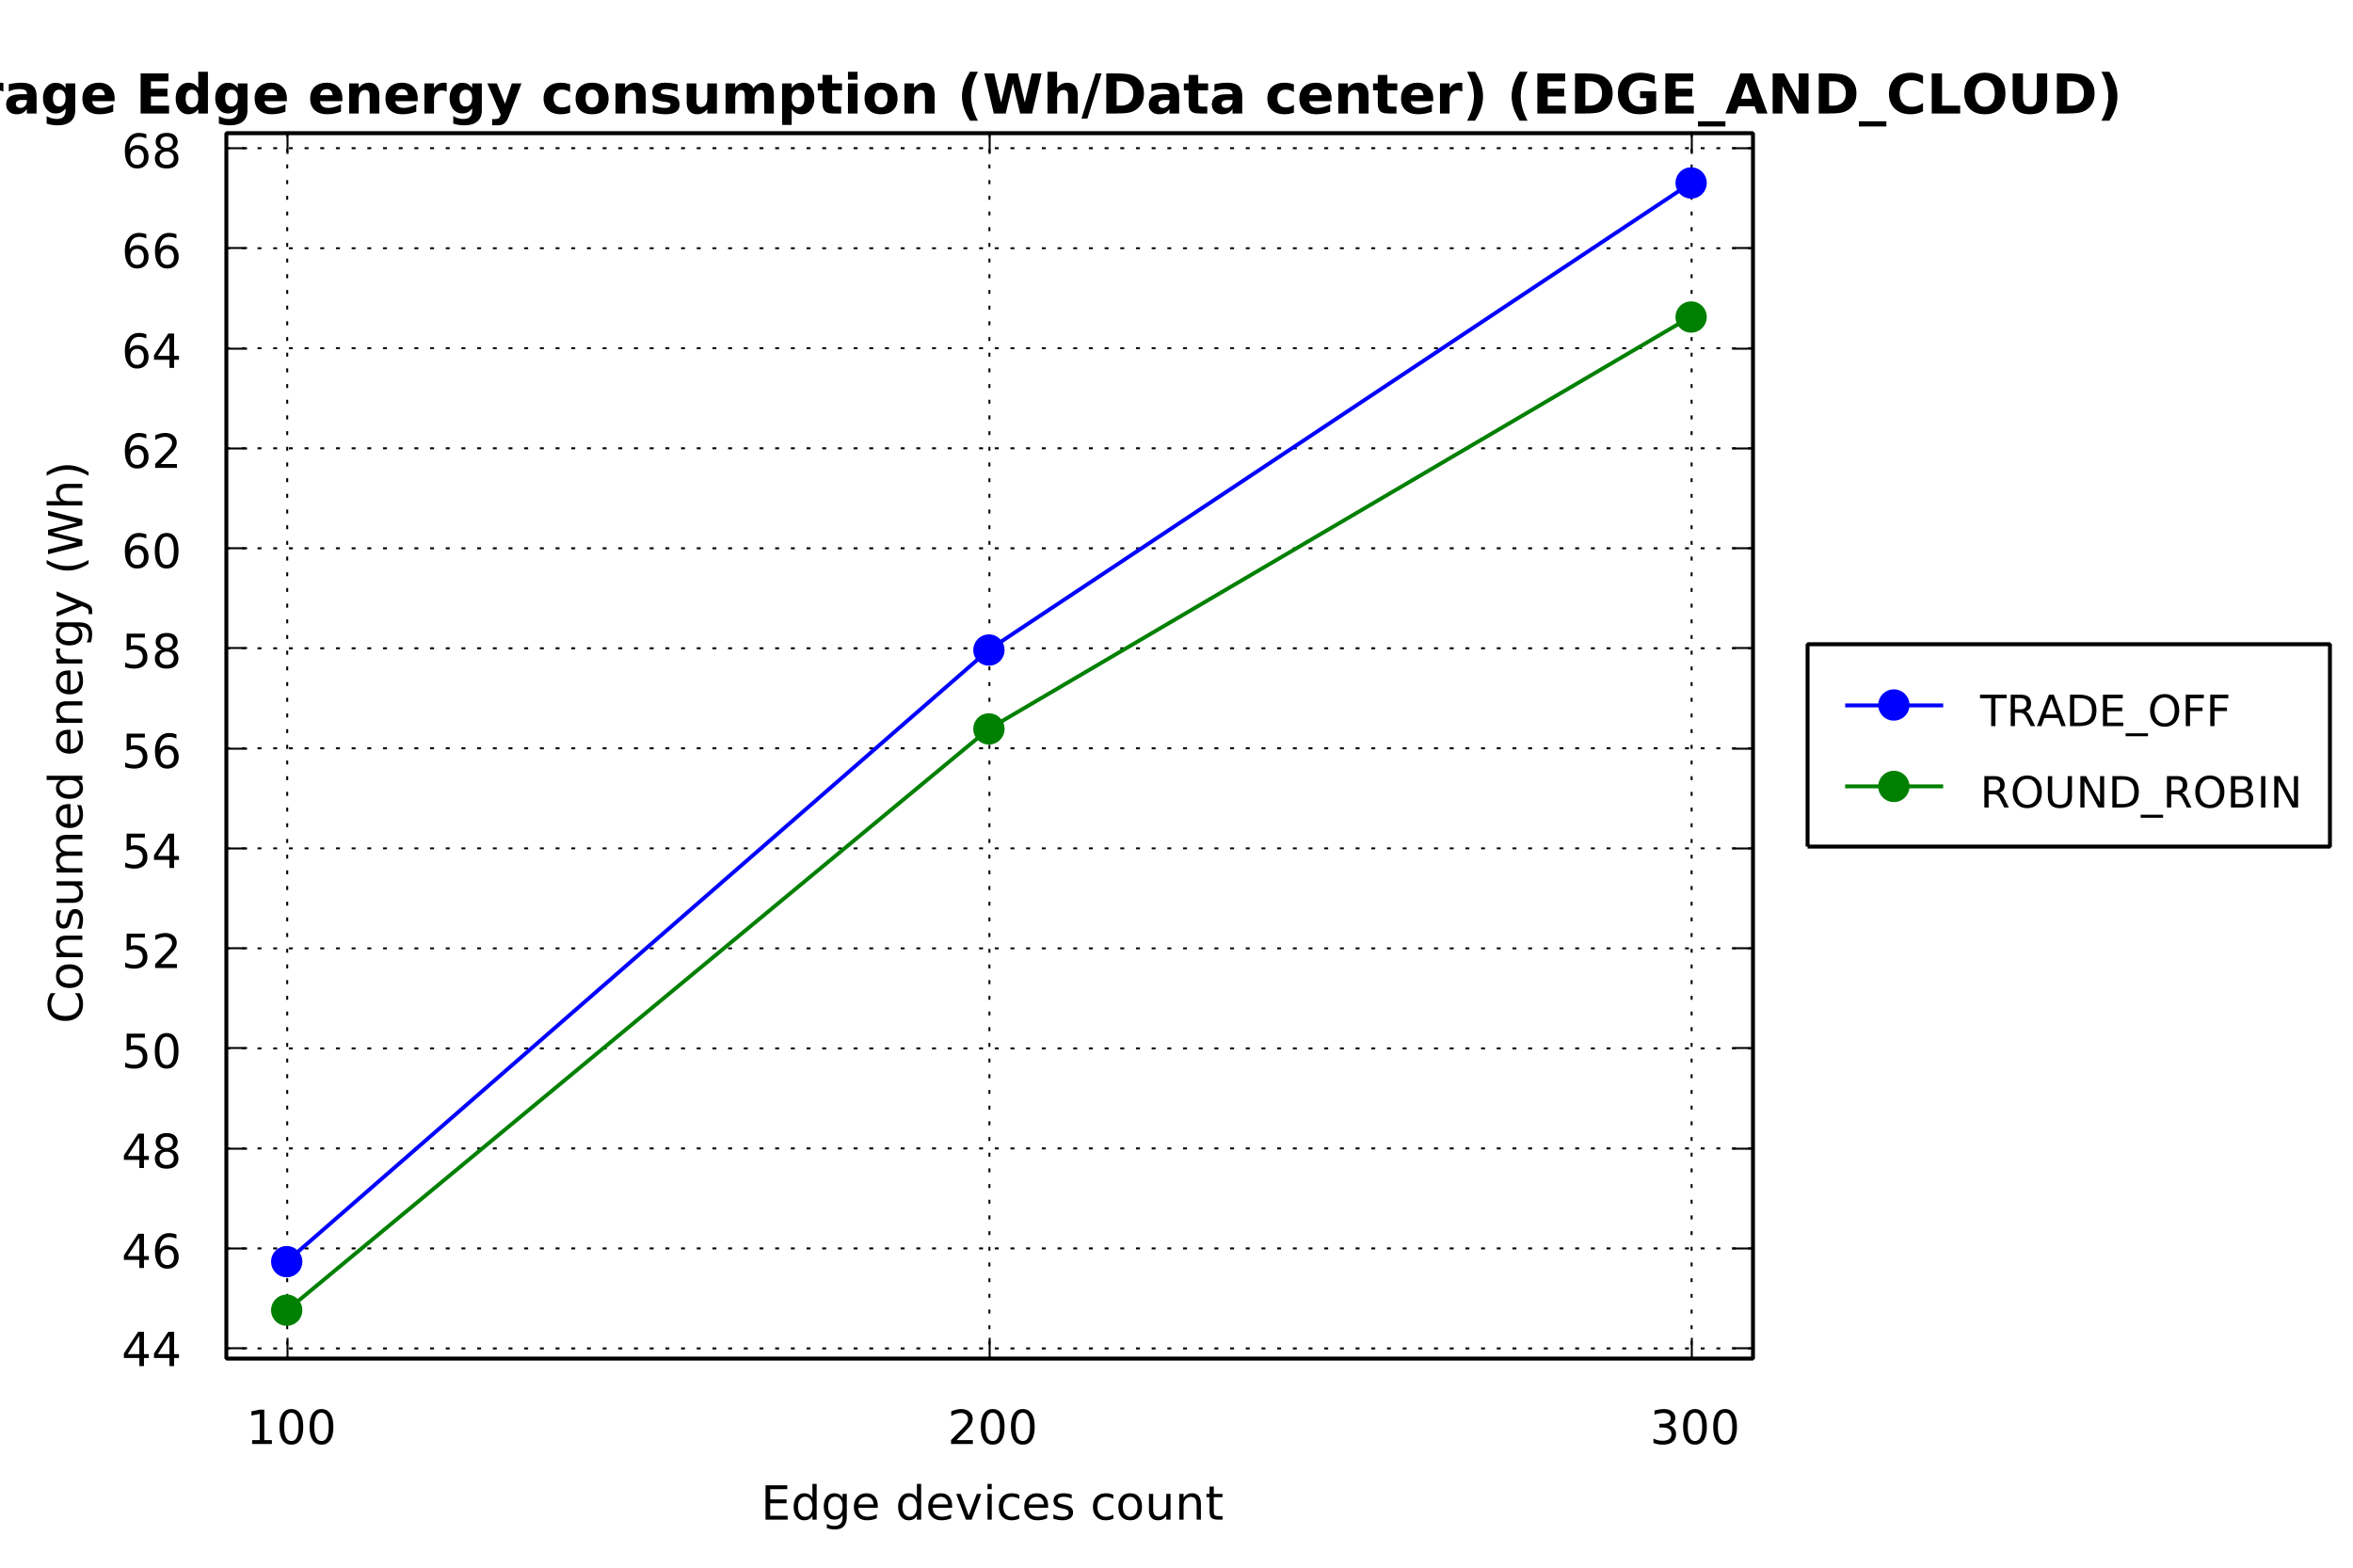 Edge energy consumption (Wh/Data center) (EDGE_AND_CLOUD)
68
66
64
62
60
58
56
54
52
50
48
46
44
Consumed energy (Wh)
TRADE_OFF
ROUND_ROBIN
100 200 300
Edge devices count